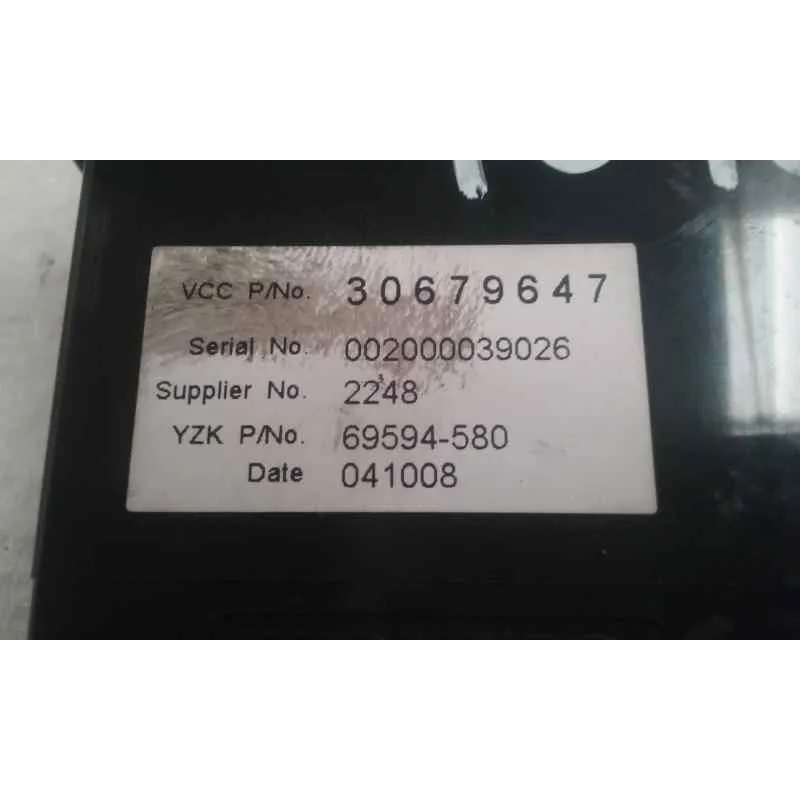 VCC P/No. 30679647
Serial No. 002000039026
Supplier No. 2248
YZK P/No. 69594-580
Date 041008